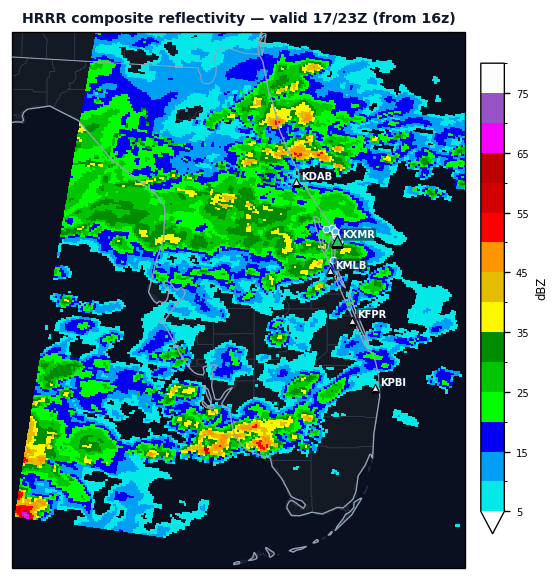 HRRR composite reflectivity — valid 17/23Z (from 16z)
KDAB
KXMR
KMLB
KFPR
KPBI
75
65
55
45
35
25
15
5
dBZ